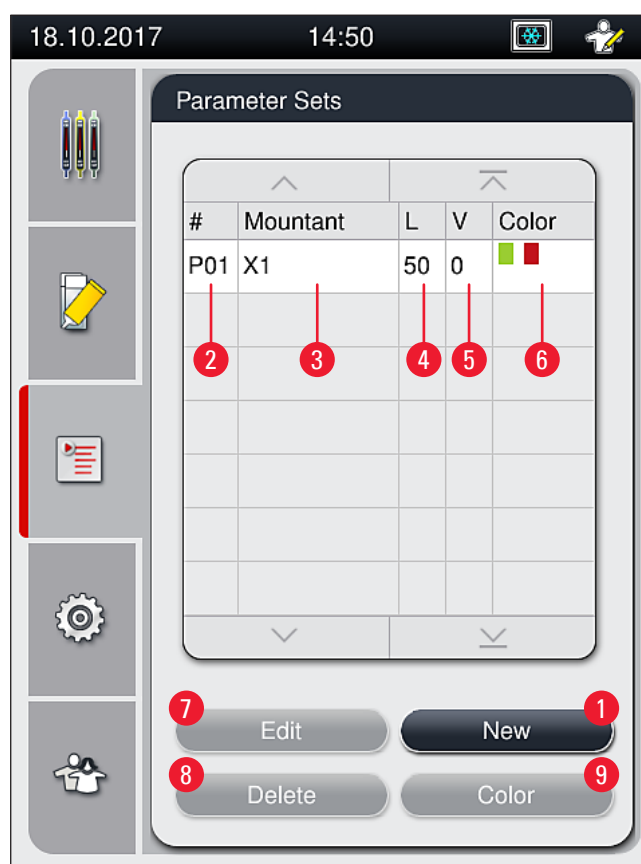 18.10.2017 14:50
Parameter Sets
# Mountant L V Color
P01 X1 50 0
2 3 4 5 6
7 1
Edit New
8 9
Delete Color